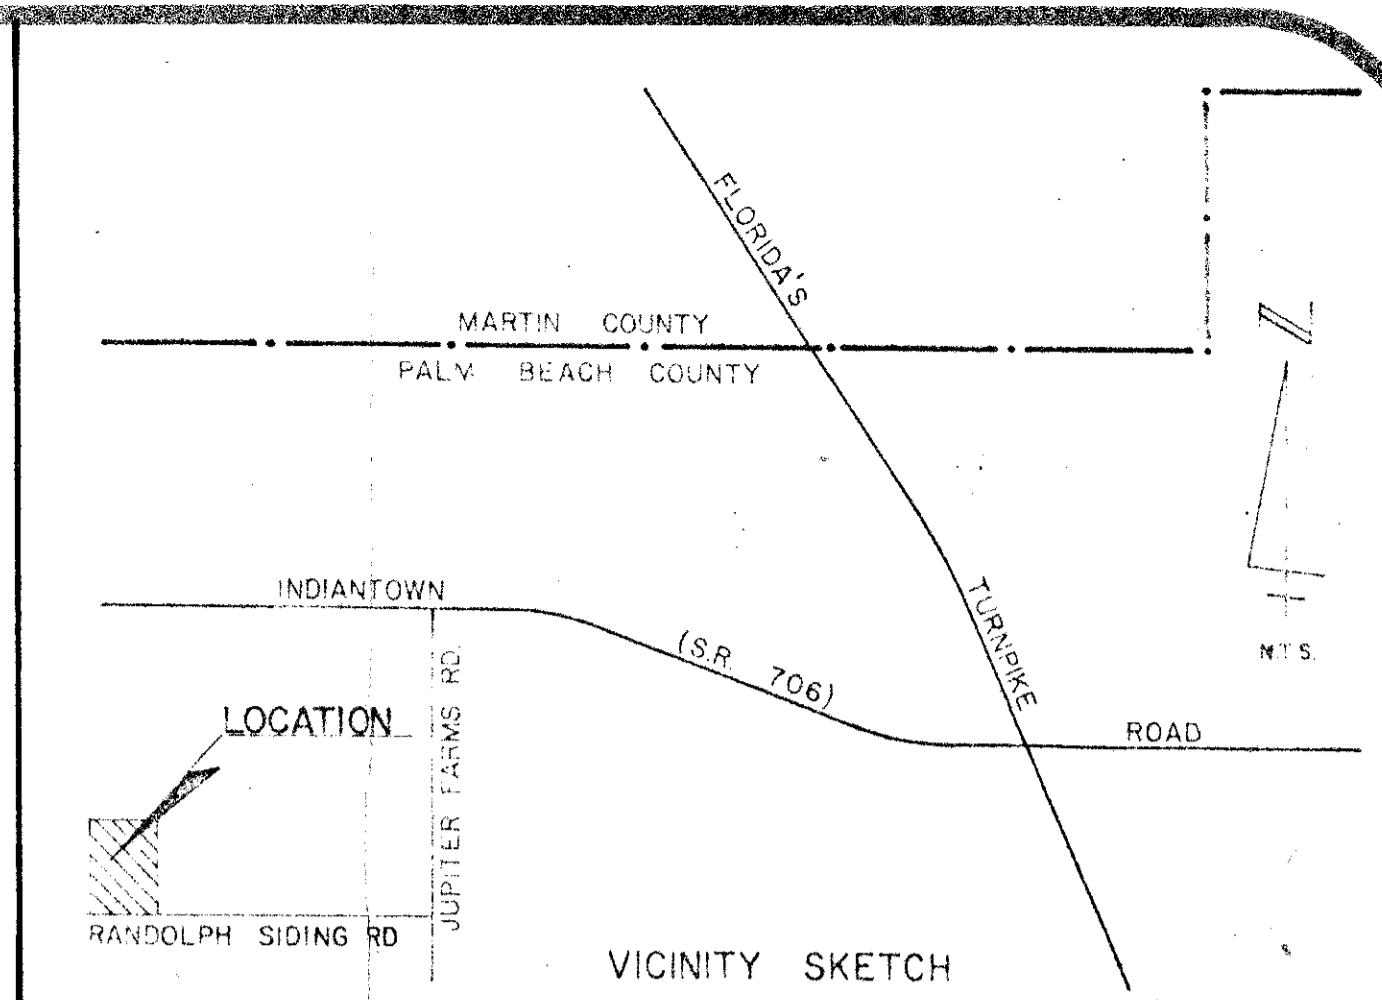 FLORIDA'S
MARTIN COUNTY
PALM BEACH COUNTY
INDIANTOWN
(S.R. 706)
TURNPIKE
N.T.S.
ROAD
LOCATION
JUPITER FARMS RD.
RANDOLPH SIDING RD
VICINITY SKETCH